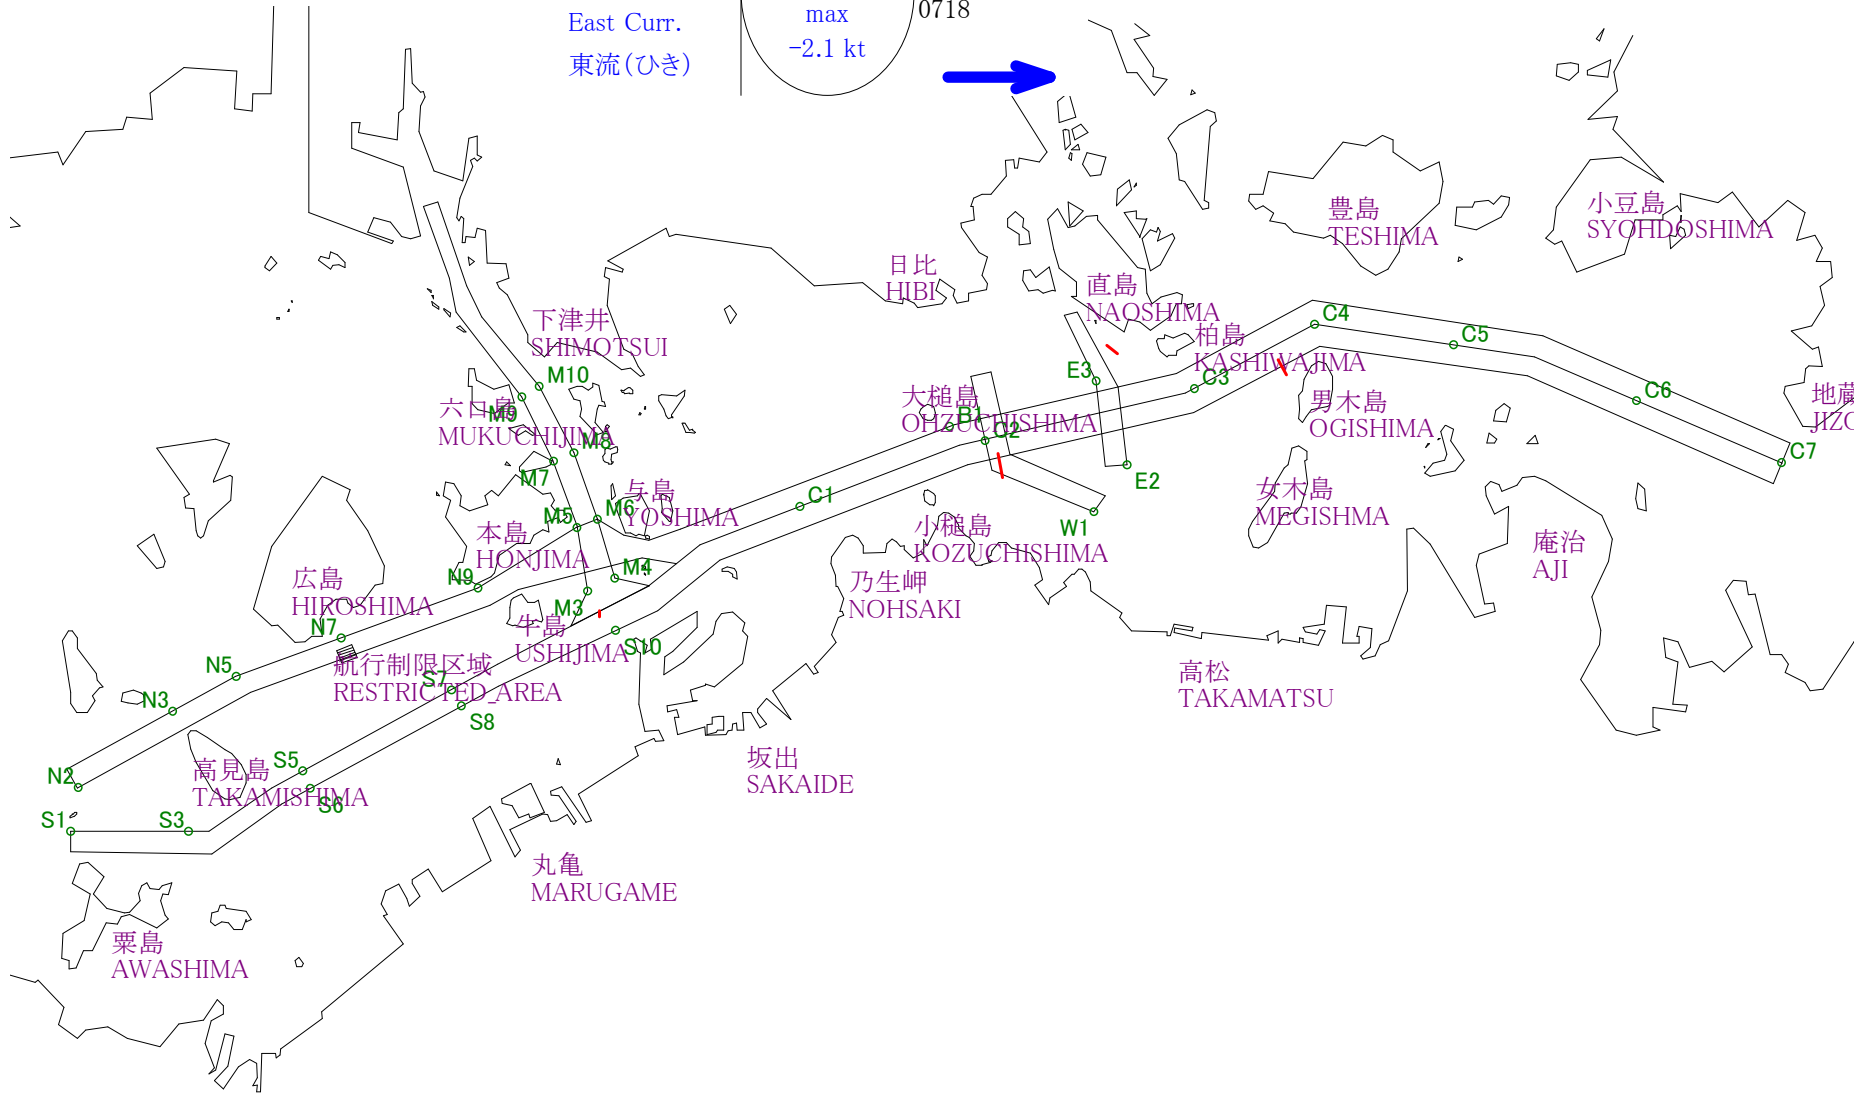 East Curr.
東流(ひき)
max
-2.1 kt
0718
豊島
TESHIMA
小豆島
SYOHDOSHIMA
日比
HIBI
直島
NAOSHIMA
下津井
SHIMOTSUI
柏島
KASHIWAJIMA
C4
C5
E3
C3
C6
M10
M9
六口島
MUKUCHIJIMA
M8
M7
大槌島
OHZUCHISHIMA
B1
C2
男木島
OGISHIMA
地蔵
JIZO
C7
E2
与島
YOSHIMA
C1
M6
M5
W1
女木島
MEGISHMA
本島
HONJIMA
小槌島
KOZUCHISHIMA
庵治
AJI
広島
HIROSHIMA
N9
M4
M3
乃生岬
NOHSAKI
牛島
USHIJIMA
S10
N7
N5
航行制限区域
RESTRICTED_AREA
S7
S8
高松
TAKAMATSU
N3
N2
高見島
TAKAMISHIMA
S5
S6
S1
S3
坂出
SAKAIDE
丸亀
MARUGAME
粟島
AWASHIMA